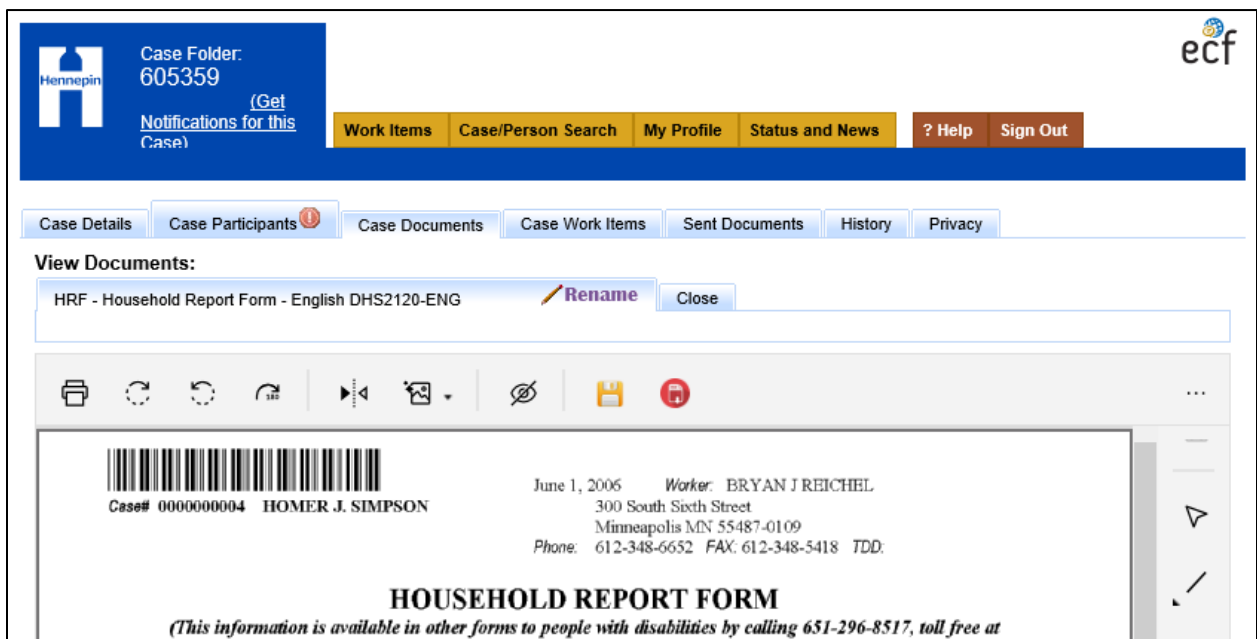 Hennepin
Case Folder:
605359
(Get
Notifications for this
Case)
ecf
Work Items Case/Person Search My Profile Status and News ? Help Sign Out
Case Details Case Participants Case Documents Case Work Items Sent Documents History Privacy
View Documents:
HRF - Household Report Form - English DHS2120-ENG Rename Close
180
...
June 1, 2006 Worker: BRYAN J REICHEL
Case# 0000000004 HOMER J. SIMPSON
300 South Sixth Street
Minneapolis MN 55487-0109
Phone: 612-348-6652 FAX: 612-348-5418 TDD:
HOUSEHOLD REPORT FORM
(This information is available in other forms to people with disabilities by calling 651-296-8517, toll free at